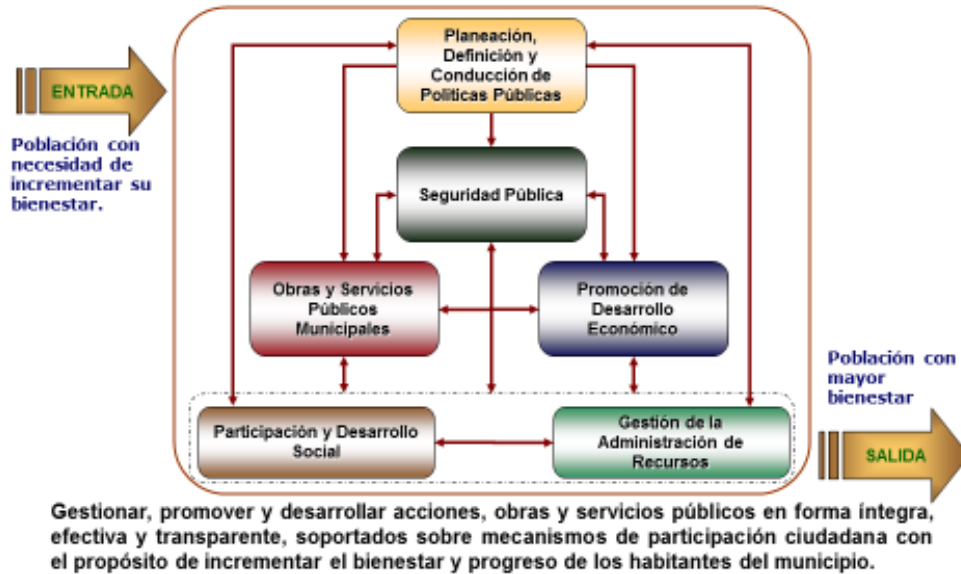 Planeación,
Definición y
Conducción de
Políticas Públicas
ENTRADA
Población con
necesidad de
incrementar su
bienestar.
Seguridad Pública
Obras y Servicios
Públicos
Municipales
Promoción de
Desarrollo
Económico
Población con
mayor
bienestar
Participación y Desarrollo
Social
Gestión de la
Administración de
Recursos
SALIDA
Gestionar, promover y desarrollar acciones, obras y servicios públicos en forma íntegra,
efectiva y transparente, soportados sobre mecanismos de participación ciudadana con
el propósito de incrementar el bienestar y progreso de los habitantes del municipio.